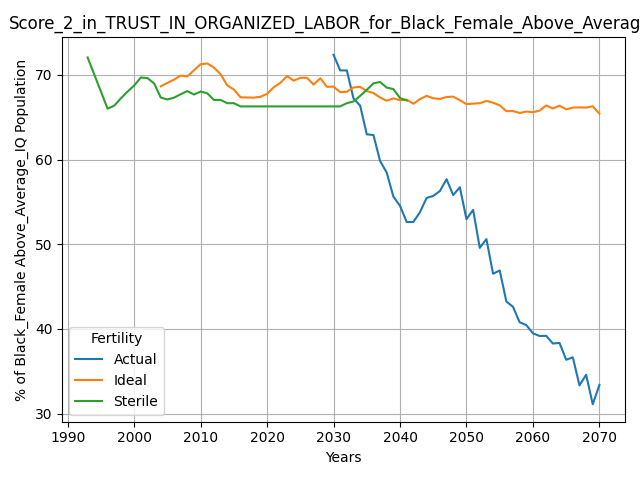 Score_2_in_TRUST_IN_ORGANIZED_LABOR_for_Black_Female_Above_Averag
% of Black_Female Above_Average_IQ Population
70
60
50
40
30
Fertility
Actual
Ideal
Sterile
1990 2000 2010 2020 2030 2040 2050 2060 2070
Years